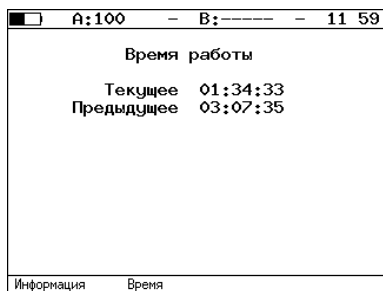 A:100 – B:----- – 11 59
Время работы
Текущее 01:34:33
Предыдущее 03:07:35
Информация Время